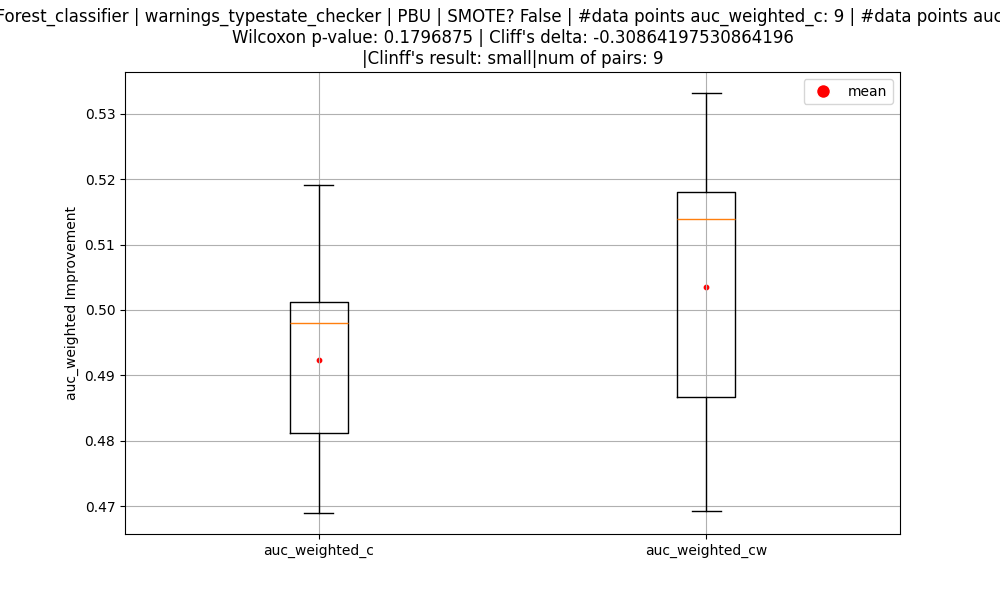 Forest_classifier | warnings_typestate_checker | PBU | SMOTE? False | #data points auc_weighted_c: 9 | #data points auc
Wilcoxon p-value: 0.1796875 | Cliff's delta: -0.30864197530864196
|Clinff's result: small|num of pairs: 9
mean
auc_weighted Improvement
0.53
0.52
0.51
0.50
0.49
0.48
0.47
auc_weighted_c
auc_weighted_cw